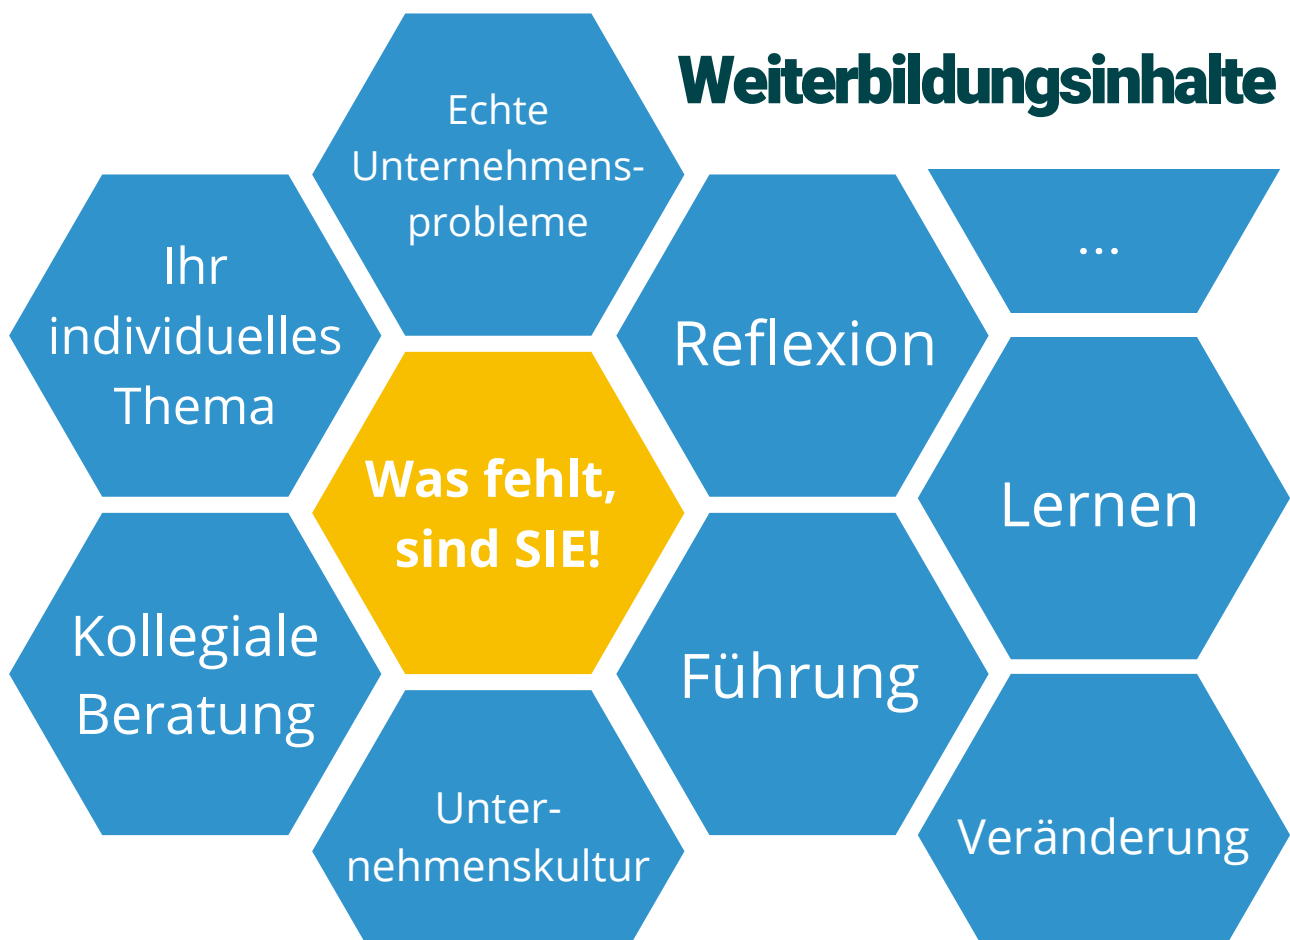 Weiterbildungsinhalte
Echte
Unternehmens-
probleme
Ihr
individuelles
Thema
Reflexion
...
Was fehlt,
sind SIE!
Lernen
Kollegiale
Beratung
Führung
Unter-
nehmenskultur
Veränderung